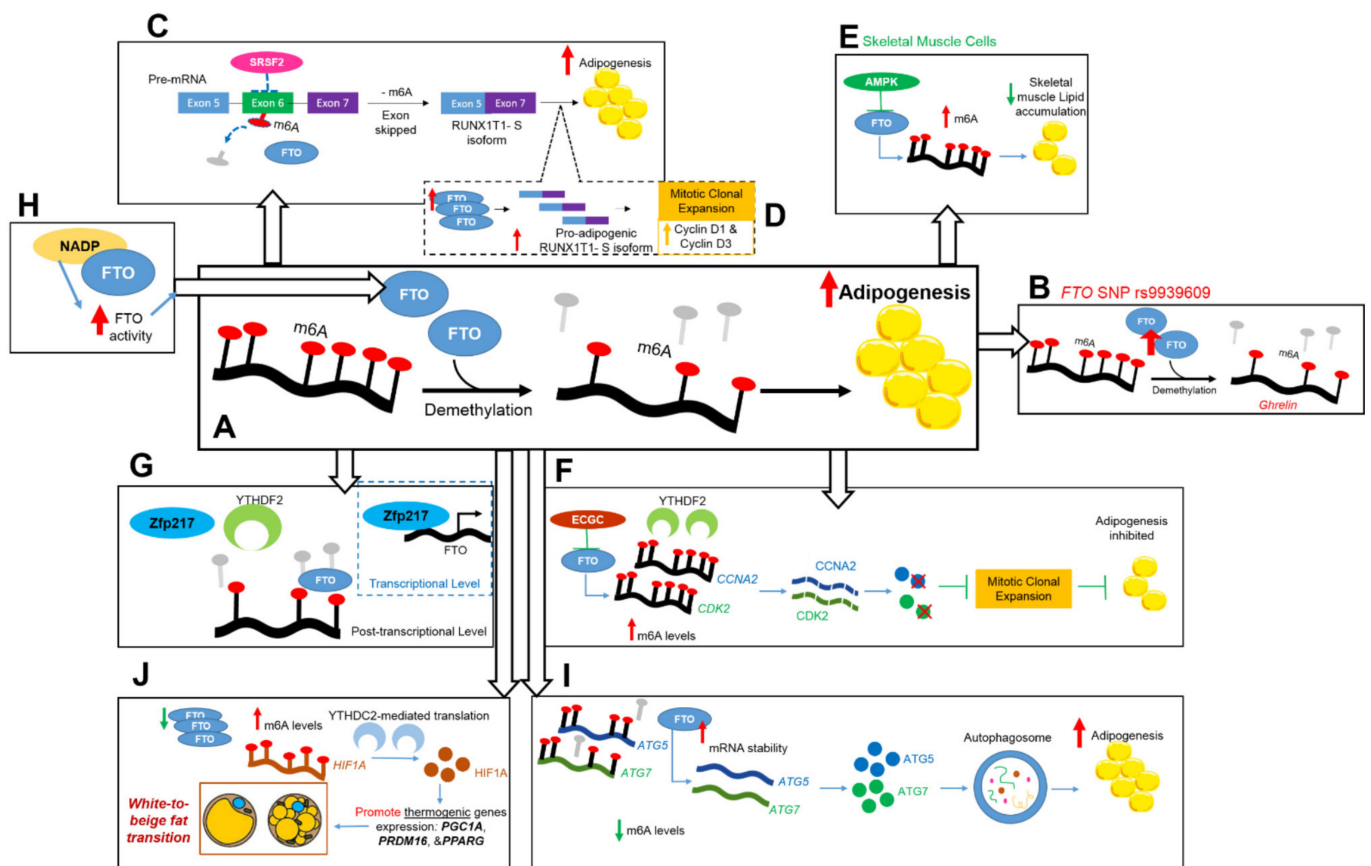 C
SRSF2
Pre-mRNA
Exon 5
Exon 6
Exon 7
m6A
FTO
- m6A
Exon
skipped
Exon 5
Exon 7
RUNX1T1- S
isoform
Adipogenesis
D
FTO
FTO
FTO
Pro-adipogenic
RUNX1T1- S isoform
Mitotic Clonal
Expansion
Cyclin D1 &
Cyclin D3
E
Skeletal Muscle Cells
AMPK
FTO
m6A
Skeletal
muscle Lipid
accumulation
H
NADP
FTO
FTO
activity
A
m6A
FTO
FTO
Demethylation
m6A
Adipogenesis
B
FTO SNP rs9939609
m6A
FTO
FTO
Demethylation
m6A
Ghrelin
G
Zfp217
YTHDF2
FTO
Post-transcriptional Level
Zfp217
FTO
Transcriptional Level
F
ECGC
FTO
YTHDF2
CCNA2
CDK2
m6A levels
CCNA2
CDK2
Mitotic Clonal
Expansion
Adipogenesis
inhibited
J
FTO
FTO
FTO
m6A levels
HIF1A
YTHDC2-mediated translation
HIF1A
Promote thermogenic genes
expression: PGC1A,
PRDM16, &PPARG
White-to-
beige fat
transition
I
ATG5
ATG7
m6A levels
FTO
mRNA stability
ATG5
ATG7
ATG5
ATG7
Autophagosome
Adipogenesis